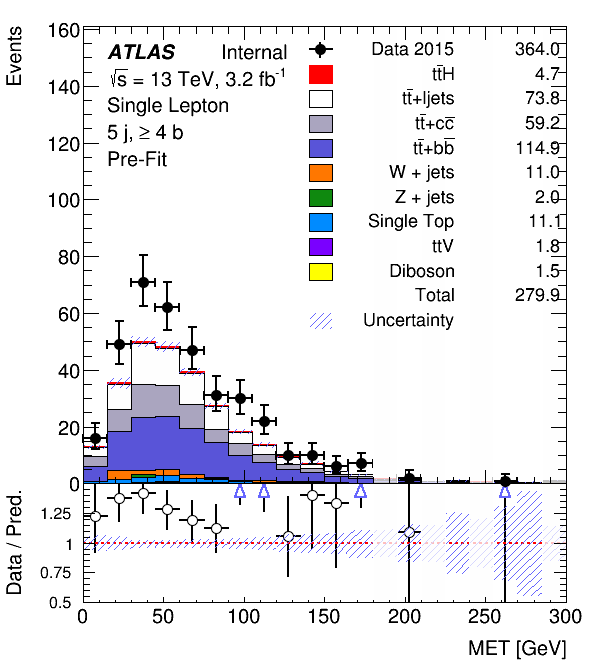 Events
160
140
120
100
80
60
40
20
0
ATLAS Internal
√s = 13 TeV, 3.2 fb⁻¹
Single Lepton
5 j, ≥ 4 b
Pre-Fit
Data 2015 364.0
tt̄H 4.7
tt̄+ljets 73.8
tt̄+cc̄ 59.2
tt̄+bb̄ 114.9
W + jets 11.0
Z + jets 2.0
Single Top 11.1
ttV 1.8
Diboson 1.5
Total 279.9
Uncertainty
Data / Pred.
1.25
1
0.75
0.5
0 50 100 150 200 250 300
MET [GeV]